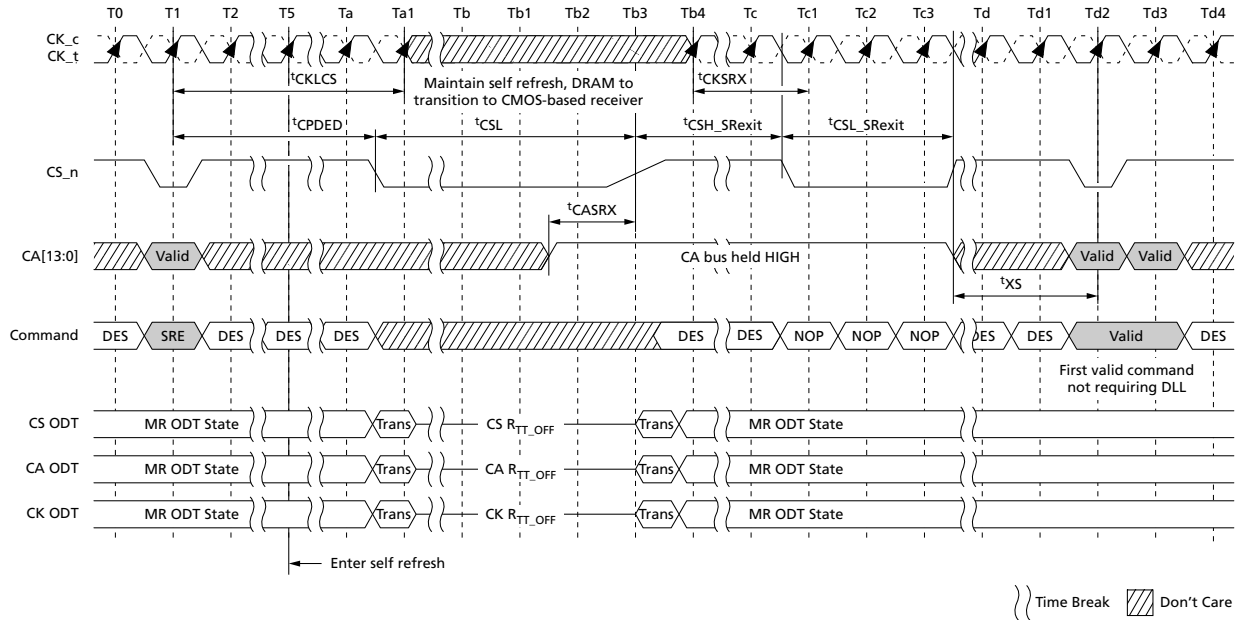 T0 T1 T2 T5 Ta Ta1 Tb Tb1 Tb2 Tb3 Tb4 Tc Tc1 Tc2 Tc3 Td Td1 Td2 Td3 Td4
CK_c
CK_t
tCKLCS
Maintain self refresh, DRAM to
transition to CMOS-based receiver
tCKSRX
tCPDED tCSL tCSH_SRexit tCSL_SRexit
CS_n
tCASRX
CA[13:0] Valid CA bus held HIGH Valid Valid
tXS
Command DES SRE DES DES DES DES DES NOP NOP NOP DES DES Valid DES
First valid command
not requiring DLL
CS ODT MR ODT State Trans CS RTT_OFF Trans MR ODT State
CA ODT MR ODT State Trans CA RTT_OFF Trans MR ODT State
CK ODT MR ODT State Trans CK RTT_OFF Trans MR ODT State
Enter self refresh
Time Break Don't Care